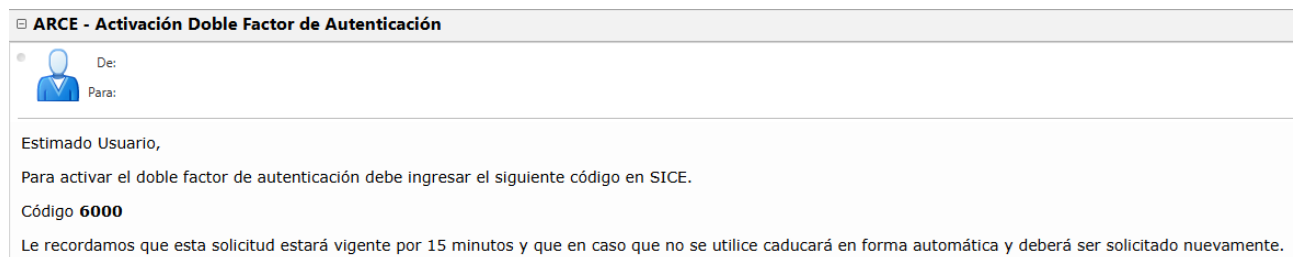 ARCE - Activación Doble Factor de Autenticación
De:
Para:
Estimado Usuario,
Para activar el doble factor de autenticación debe ingresar el siguiente código en SICE.
Código 6000
Le recordamos que esta solicitud estará vigente por 15 minutos y que en caso que no se utilice caducará en forma automática y deberá ser solicitado nuevamente.